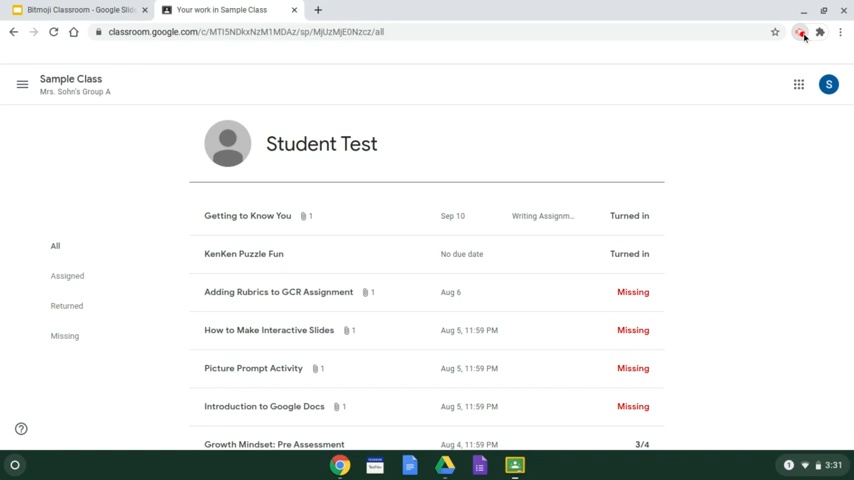 Bitmoji Classroom - Google Slide
Your work in Sample Class
classroom.google.com/c/MTI5NDkxNzM1MDAz/sp/MjUzMjE0Nzcz/all
Sample Class
Mrs. Sohn's Group A
S
Student Test
Getting to Know You 1 Sep 10 Writing Assignm... Turned in
All
KenKen Puzzle Fun No due date Turned in
Assigned
Adding Rubrics to GCR Assignment 1 Aug 6 Missing
Returned
How to Make Interactive Slides 1 Aug 5, 11:59 PM Missing
Missing
Picture Prompt Activity 1 Aug 5, 11:59 PM Missing
Introduction to Google Docs 1 Aug 5, 11:59 PM Missing
Growth Mindset: Pre Assessment Aug 4, 11:59 PM 3/4
1 3:31